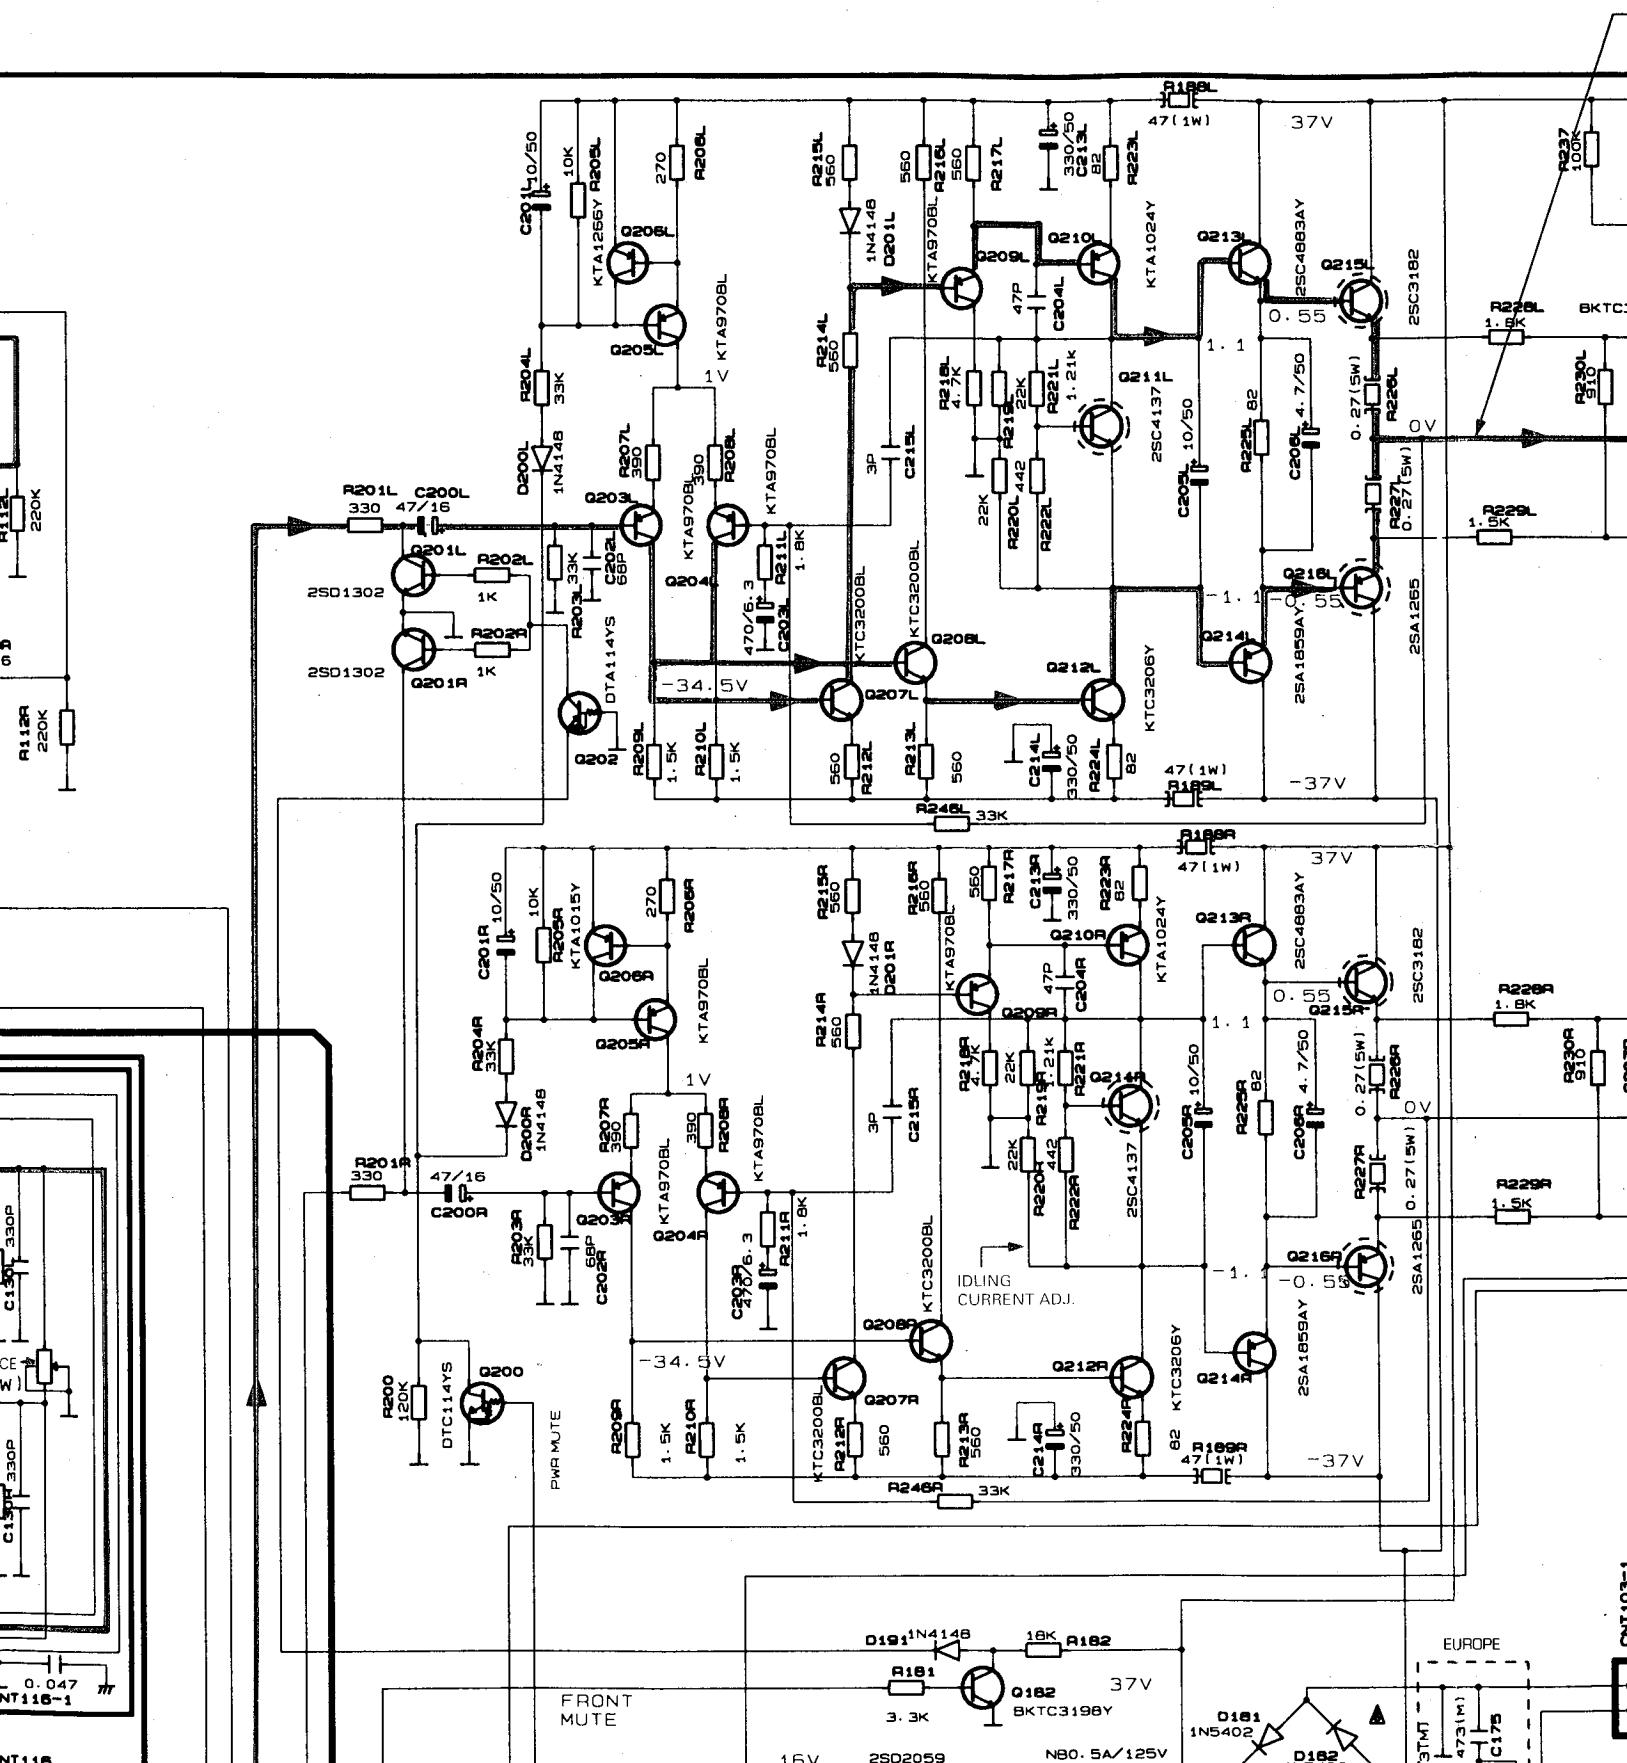 R188L
47(1W)
37V
C201L
10/50
10K
R205L
270
R206L
R215L
560
560
R216L
560
R217L
330/50
C213L
82
R223L
R237
100K
Q206L
KTA1266Y
1N4148
D201L
KTA970BL
Q209L
Q210L
KTA1024Y
Q213L
2SC4883AY
Q215L
2SC3182
0.55
R228L
1.8K
Q205L
KTA970BL
R214L
560
47P
C204L
1.1
R204L
33K
1V
R218L
4.7K
R219L
22K
R221L
1.21k
Q211L
2SC4137
10/50
C205L
R225L
82
C206L
4.7/50
0.27(5W)
R226L
R230L
910
0V
D200L
1N4148
R207L
390
390
R208L
KTA970BL
KTA970BL
3P
C215L
22K
R220L
442
R222L
R227L
0.27(5W)
R201L
330
C200L
47/16
Q203L
R229L
1.5K
R112L
220K
Q201L
2SD1302
R202L
1K
33K
R203L
C202L
68P
Q204L
R211L
1.8K
470/6.3
C203L
KTC3200BL
KTC3200BL
Q208L
-1.1
-0.55
Q216L
2SA1265
R202R
1K
2SD1302
Q201R
DTA114YS
Q202
-34.5V
Q207L
Q212L
KTC3206Y
Q214L
2SA1859AY
R112R
220K
R209L
1.5K
R210L
1.5K
560
R212L
R213L
560
C214L
330/50
R224L
82
47(1W)
R189L
-37V
R246L
33K
R188R
47(1W)
37V
C201R
10/50
10K
R205R
KTA1015Y
270
R206R
R215R
560
R216R
560
560
R217R
C213R
330/50
R223R
82
Q206R
KTA970BL
1N4148
D201R
KTA970BL
Q210R
KTA1024Y
Q213R
2SC4883AY
2SC3182
Q205R
R204R
33K
R214R
560
Q209R
47P
C204R
0.55
Q215R
R228R
1.8K
1.1
1V
R218R
4.7K
22K
R219R
1.21k
R221R
Q214R
10/50
C205R
R225R
82
C206R
4.7/50
0.27(5W)
R226R
R230R
910
0V
D200R
1N4148
R207R
390
390
R208R
KTA970BL
KTA970BL
3P
C215R
22K
R220R
442
R222R
2SC4137
R227R
0.27(5W)
R201R
330
47/16
C200R
Q203R
Q204R
R229R
1.5K
R203R
33K
68P
C202R
R211R
1.8K
C203R
470/6.3
KTC3200BL
IDLING
CURRENT ADJ.
-1.1
-0.55
Q216R
2SA1265
330P
C130L
Q208R
-34.5V
Q207R
Q212R
KTC3206Y
Q214R
2SA1859AY
R200
120K
DTC114YS
Q200
PWR MUTE
R209R
1.5K
R210R
1.5K
KTC3200BL
R212R
560
R213R
560
C214R
330/50
R224R
82
R189R
47(1W)
-37V
R246R
33K
330P
C130R
D191
1N4148
18K
R182
EUROPE
R181
3.3K
Q182
BKTC3198Y
37V
FRONT
MUTE
0.047
NT116-1
NT116
D181
1N5402
D182
473(M)
C175
CNT103-1
16V
2SD2059
NB0.5A/125V